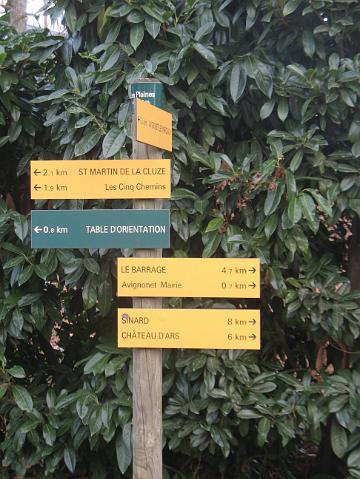 Plaines
←2.1 km ST MARTIN DE LA CLUZE
←1.9 km Les Cinq Chemins
←0.8 km TABLE D'ORIENTATION
LE BARRAGE 4.7 km→
Avignonet Mairie 0.7 km→
SINARD 8 km→
CHÂTEAU D'ARS 6 km→